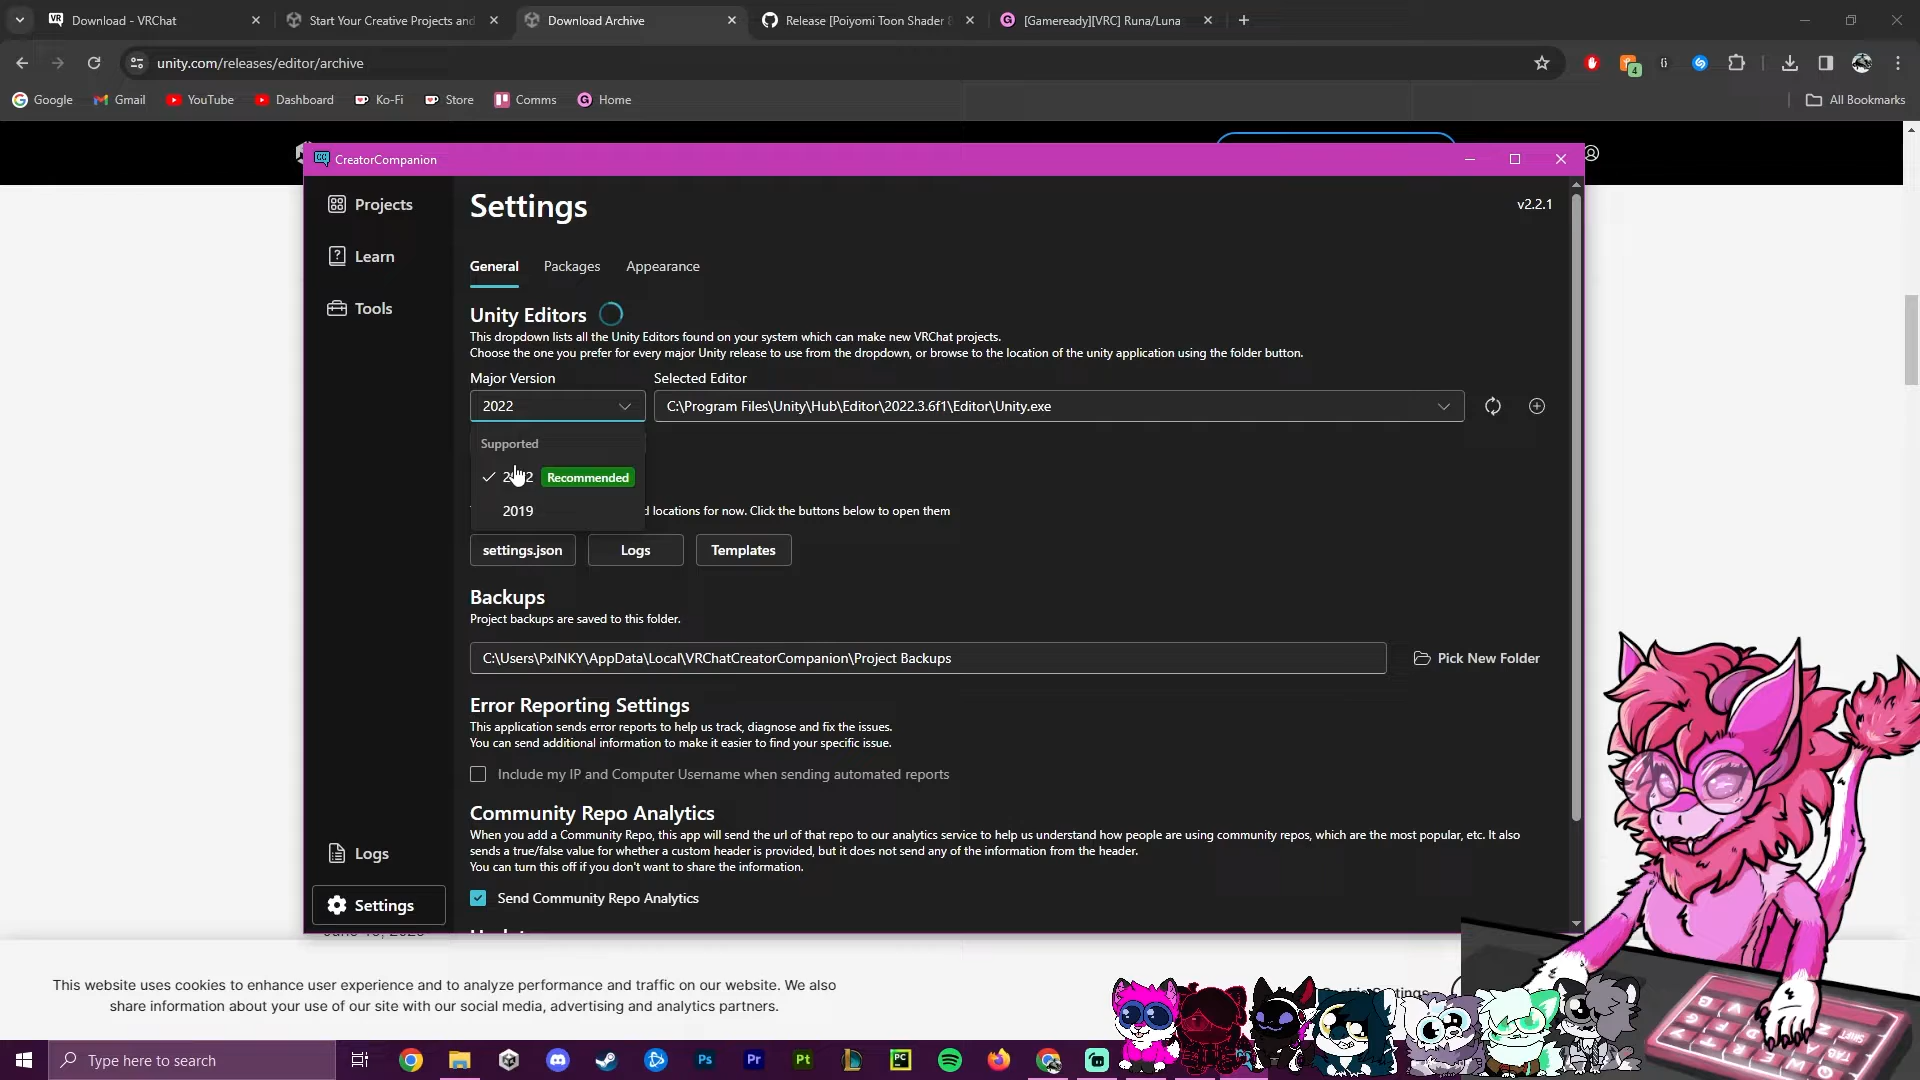 Download - VRChat
Start Your Creative Projects and
Download Archive
Release [Poiyomi Toon Shader 8
[Gameready][VRC] Runa/Luna
unity.com/releases/editor/archive
4
Google
Gmail
YouTube
Dashboard
Ko-Fi
Store
Comms
Home
All Bookmarks
CC
CreatorCompanion
Projects
Learn
Tools
Logs
Settings
Settings
v2.2.1
General
Packages
Appearance
Unity Editors
This dropdown lists all the Unity Editors found on your system which can make new VRChat projects.
Choose the one you prefer for every major Unity release to use from the dropdown, or browse to the location of the unity application using the folder button.
Major Version
Selected Editor
2022
C:\Program Files\Unity\Hub\Editor\2022.3.6f1\Editor\Unity.exe
Supported
Recommended
2019
locations for now. Click the buttons below to open them
settings.json
Logs
Templates
Backups
Project backups are saved to this folder.
C:\Users\PxINKY\AppData\Local\VRChatCreatorCompanion\Project Backups
Pick New Folder
Error Reporting Settings
This application sends error reports to help us track, diagnose and fix the issues.
You can send additional information to make it easier to find your specific issue.
Include my IP and Computer Username when sending automated reports
Community Repo Analytics
When you add a Community Repo, this app will send the url of that repo to our analytics service to help us understand how people are using community repos, which are the most popular, etc. It also
sends a true/false value for whether a custom header is provided, but it does not send any of the information from the header.
You can turn this off if you don't want to share the information.
Send Community Repo Analytics
This website uses cookies to enhance user experience and to analyze performance and traffic on our website. We also
share information about your use of our site with our social media, advertising and analytics partners.
Type here to search
Ps
Pr
Pt
PC